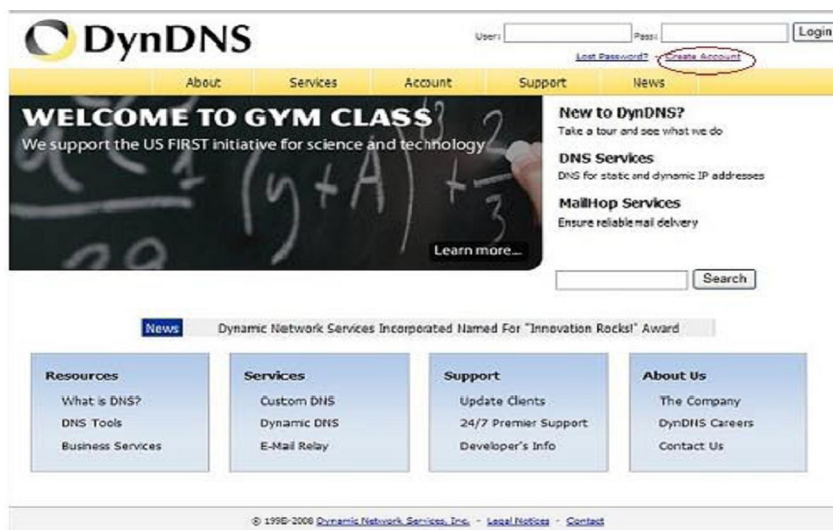 DynDNS
User: Pass: Login
Lost Password? - Create Account
About Services Account Support News
WELCOME TO GYM CLASS
We support the US FIRST initiative for science and technology
(y+A)
13
2
3
Learn more...
New to DynDNS?
Take a tour and see what we do
DNS Services
DNS for static and dynamic IP addresses
MailHop Services
Ensure reliable mail delivery
Search
News Dynamic Network Services Incorporated Named For "Innovation Rocks!" Award
Resources
What is DNS?
DNS Tools
Business Services
Services
Custom DNS
Dynamic DNS
E-Mail Relay
Support
Update Clients
24/7 Premier Support
Developer's Info
About Us
The Company
DynDNS Careers
Contact Us
© 1998-2008 Dynamic Network Services, Inc. - Legal Notices - Contact